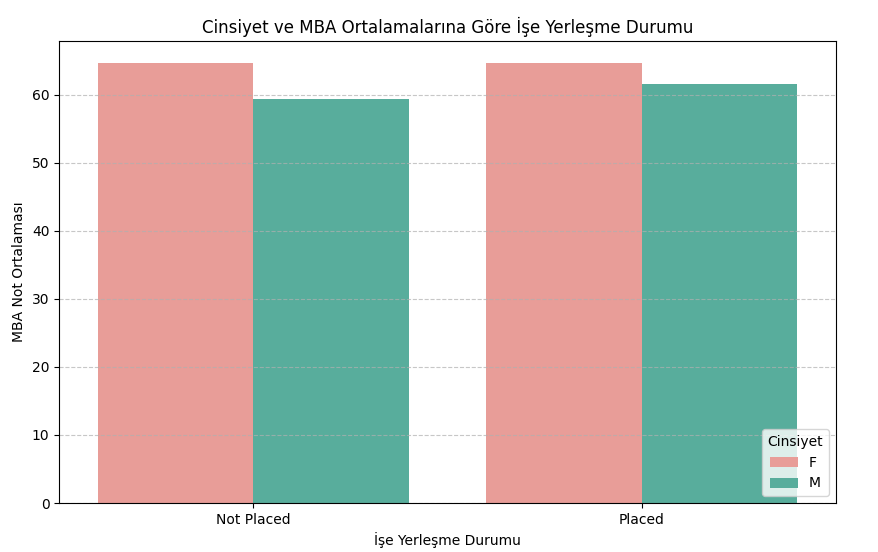 Cinsiyet ve MBA Ortalamalarına Göre İşe Yerleşme Durumu
MBA Not Ortalaması
60
50
40
30
20
10
0
Not Placed
Placed
İşe Yerleşme Durumu
Cinsiyet
F
M